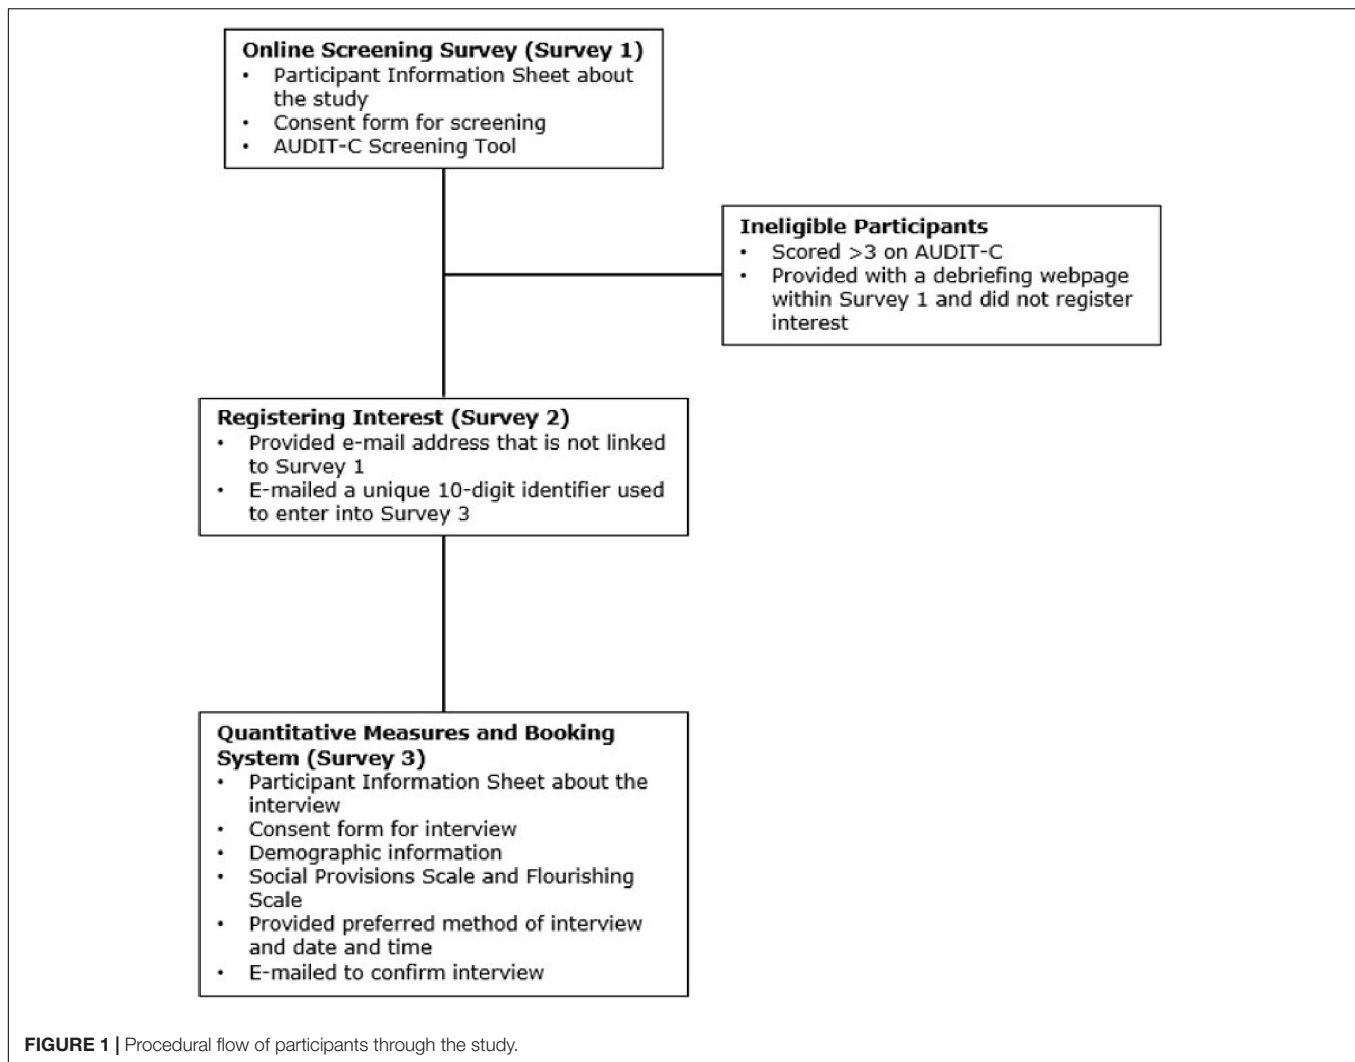 Online Screening Survey (Survey 1)
• Participant Information Sheet about
the study
• Consent form for screening
• AUDIT-C Screening Tool
Ineligible Participants
• Scored >3 on AUDIT-C
• Provided with a debriefing webpage
within Survey 1 and did not register
interest
Registering Interest (Survey 2)
• Provided e-mail address that is not linked
to Survey 1
• E-mailed a unique 10-digit identifier used
to enter into Survey 3
Quantitative Measures and Booking
System (Survey 3)
• Participant Information Sheet about the
interview
• Consent form for interview
• Demographic information
• Social Provisions Scale and Flourishing
Scale
• Provided preferred method of interview
and date and time
• E-mailed to confirm interview
FIGURE 1 | Procedural flow of participants through the study.